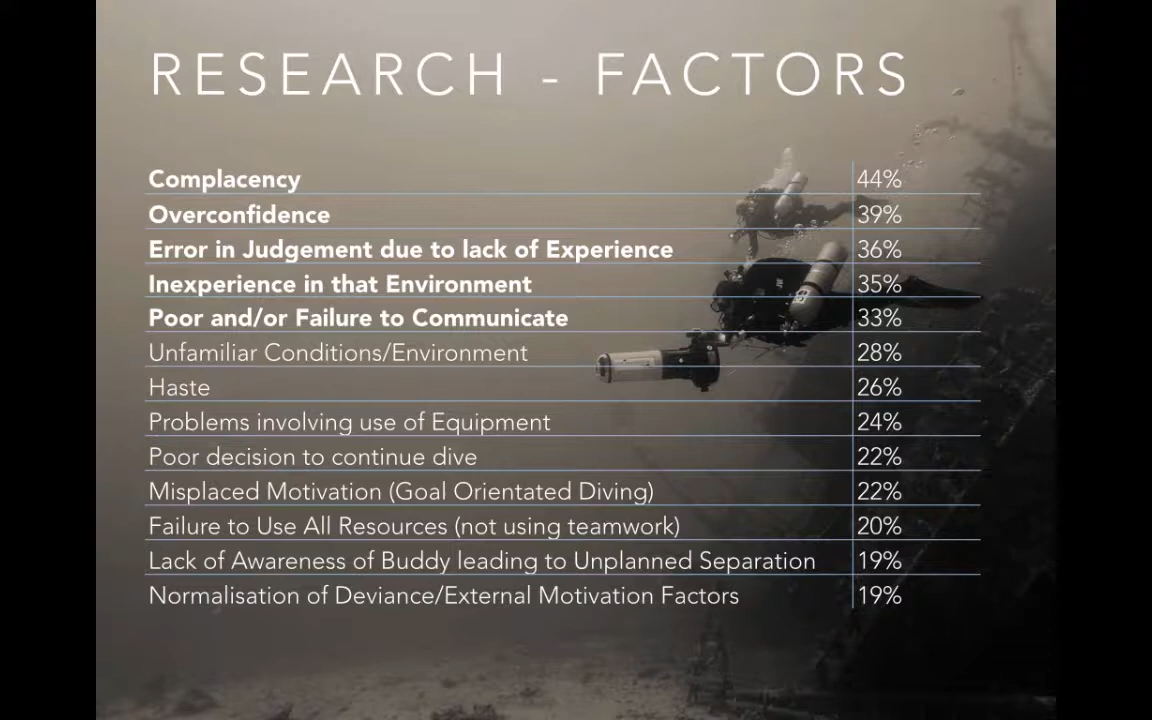 RESEARCH - FACTORS
Complacency 44%
Overconfidence 39%
Error in Judgement due to lack of Experience 36%
Inexperience in that Environment 35%
Poor and/or Failure to Communicate 33%
Unfamiliar Conditions/Environment 28%
Haste 26%
Problems involving use of Equipment 24%
Poor decision to continue dive 22%
Misplaced Motivation (Goal Orientated Diving) 22%
Failure to Use All Resources (not using teamwork) 20%
Lack of Awareness of Buddy leading to Unplanned Separation 19%
Normalisation of Deviance/External Motivation Factors 19%